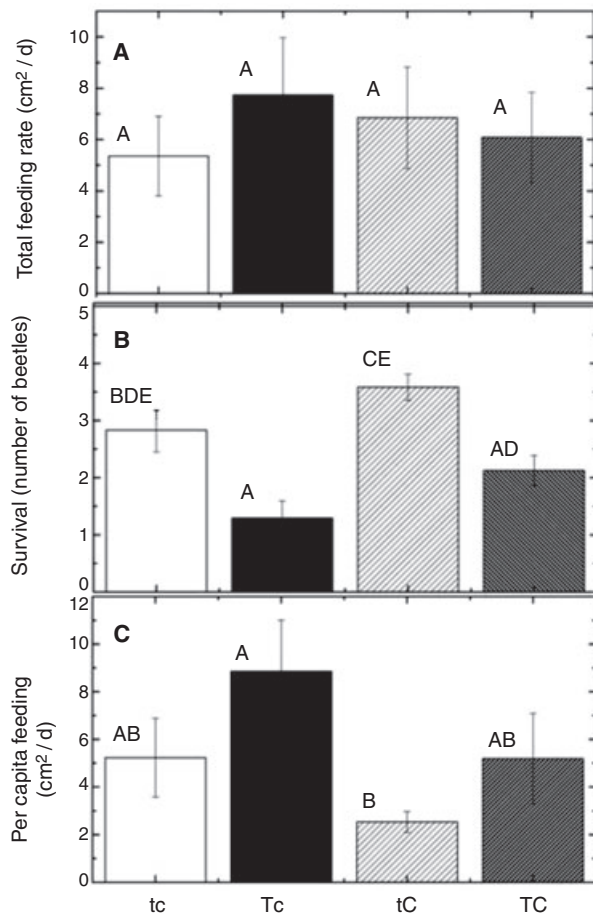 Total feeding rate (cm² / d)
10
8
6
4
2
0
A
A
A
A
A
Survival (number of beetles)
5
4
3
2
1
0
B
BDE
A
CE
AD
Per capita feeding
(cm² / d)
12
10
8
6
4
2
0
C
AB
A
B
AB
tc
Tc
tC
TC